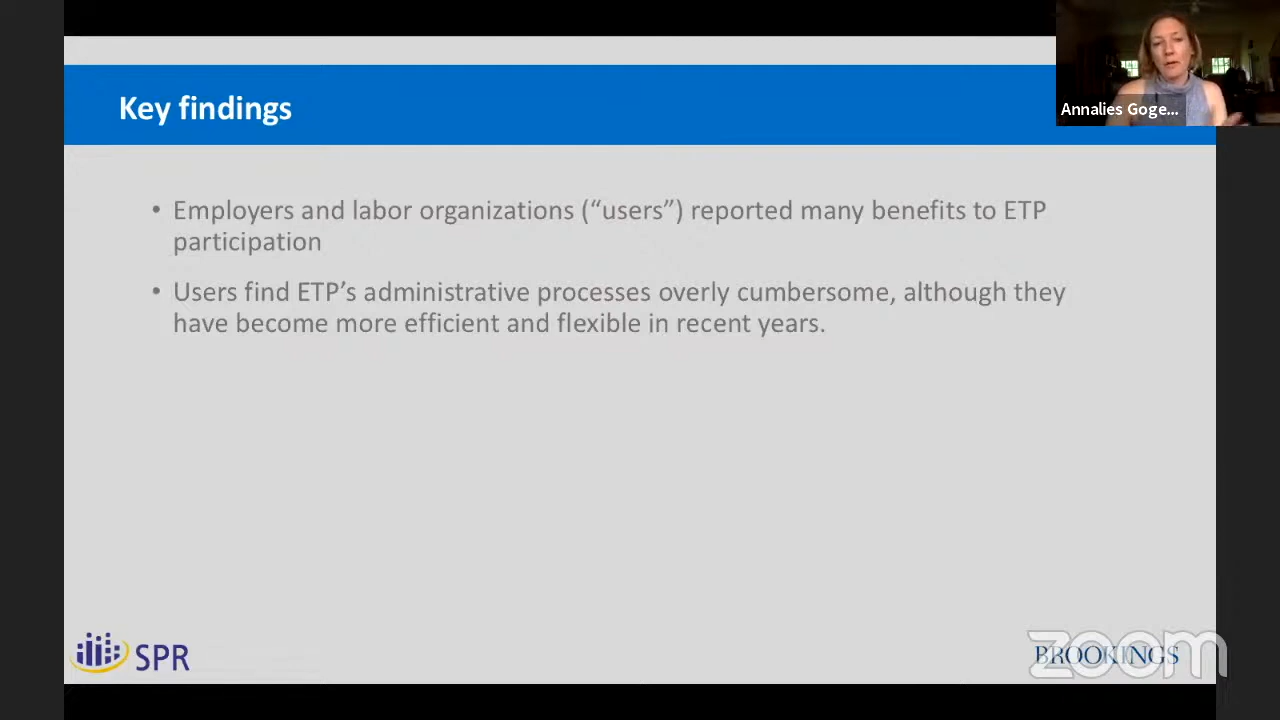 Key findings
Annalies Goge...
• Employers and labor organizations (“users”) reported many benefits to ETP
participation
• Users find ETP’s administrative processes overly cumbersome, although they
have become more efficient and flexible in recent years.
SPR
BROOKINGS
zoom